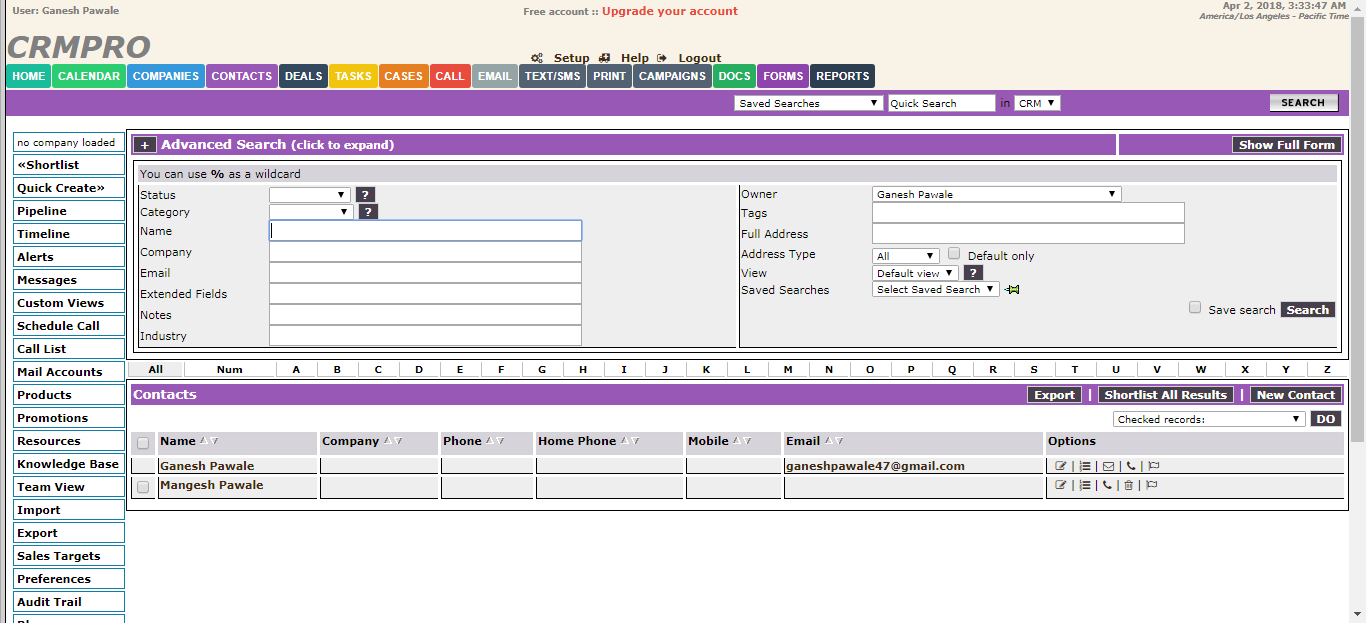 User: Ganesh Pawale
Free account :: Upgrade your account
Apr 2, 2018, 3:33:47 AM
America/Los Angeles - Pacific Time
CRMPRO
Setup Help Logout
HOME CALENDAR COMPANIES CONTACTS DEALS TASKS CASES CALL EMAIL TEXT/SMS PRINT CAMPAIGNS DOCS FORMS REPORTS
Saved Searches Quick Search in CRM SEARCH
no company loaded
«Shortlist
Quick Create»
Pipeline
Timeline
Alerts
Messages
Custom Views
Schedule Call
Call List
Mail Accounts
Products
Promotions
Resources
Knowledge Base
Team View
Import
Export
Sales Targets
Preferences
Audit Trail
+ Advanced Search (click to expand) Show Full Form
You can use % as a wildcard
Status ?
Category ?
Name
Company
Email
Extended Fields
Notes
Industry
Owner Ganesh Pawale
Tags
Full Address
Address Type All Default only
View Default view ?
Saved Searches Select Saved Search
Save search Search
All Num A B C D E F G H I J K L M N O P Q R S T U V W X Y Z
Contacts Export | Shortlist All Results | New Contact
Checked records: DO
Name Company Phone Home Phone Mobile Email Options
Ganesh Pawale ganeshpawale47@gmail.com | | | |
Mangesh Pawale | | | |